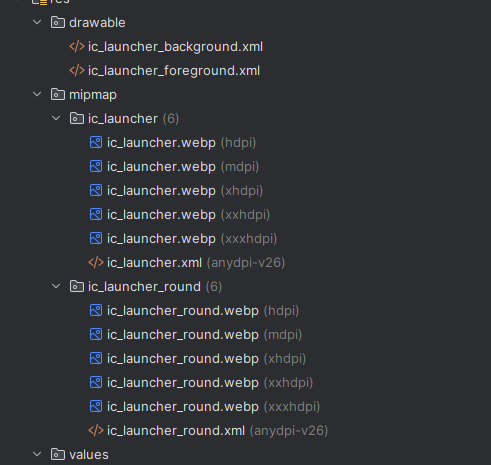 res
drawable
ic_launcher_background.xml
ic_launcher_foreground.xml
mipmap
ic_launcher (6)
ic_launcher.webp (hdpi)
ic_launcher.webp (mdpi)
ic_launcher.webp (xhdpi)
ic_launcher.webp (xxhdpi)
ic_launcher.webp (xxxhdpi)
ic_launcher.xml (anydpi-v26)
ic_launcher_round (6)
ic_launcher_round.webp (hdpi)
ic_launcher_round.webp (mdpi)
ic_launcher_round.webp (xhdpi)
ic_launcher_round.webp (xxhdpi)
ic_launcher_round.webp (xxxhdpi)
ic_launcher_round.xml (anydpi-v26)
values